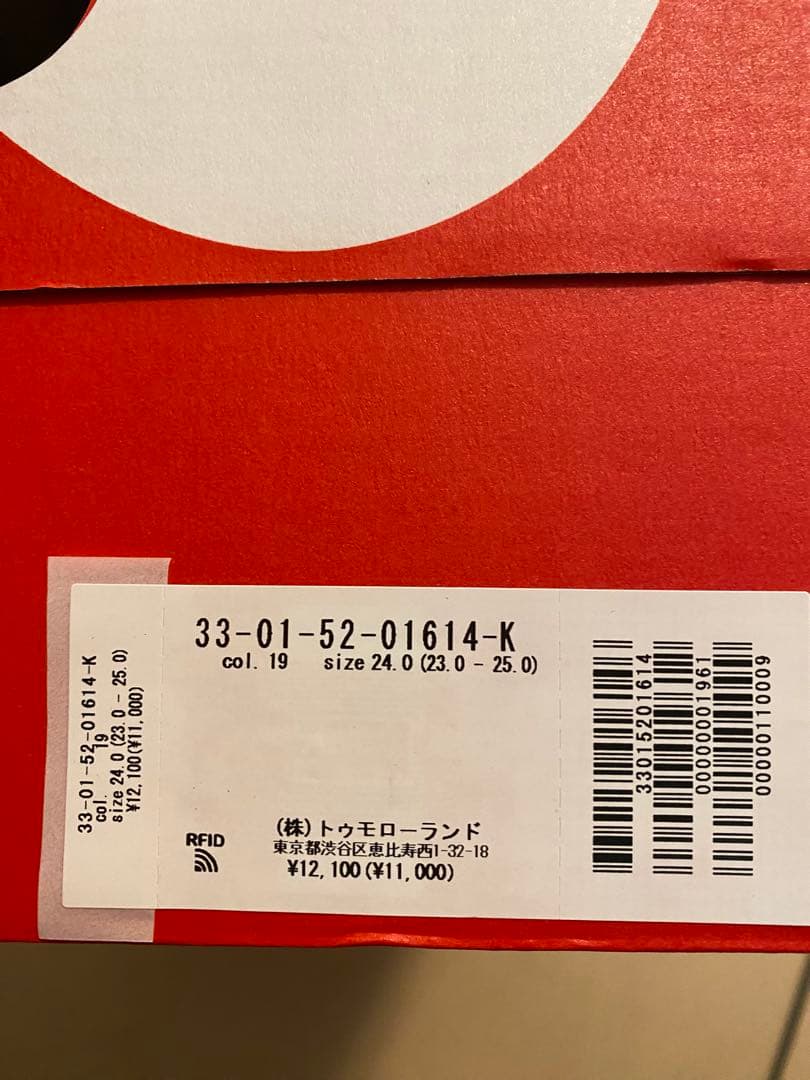 33-01-52-01614-K
col. 19
size 24.0 (23.0 - 25.0)
¥12,100(¥11,000)
33-01-52-01614-K
col. 19 size 24.0 (23.0 - 25.0)
RFID
(株)トゥモローランド
東京都渋谷区恵比寿西1-32-18
¥12,100(¥11,000)
33015201614
000000001961
00000110009